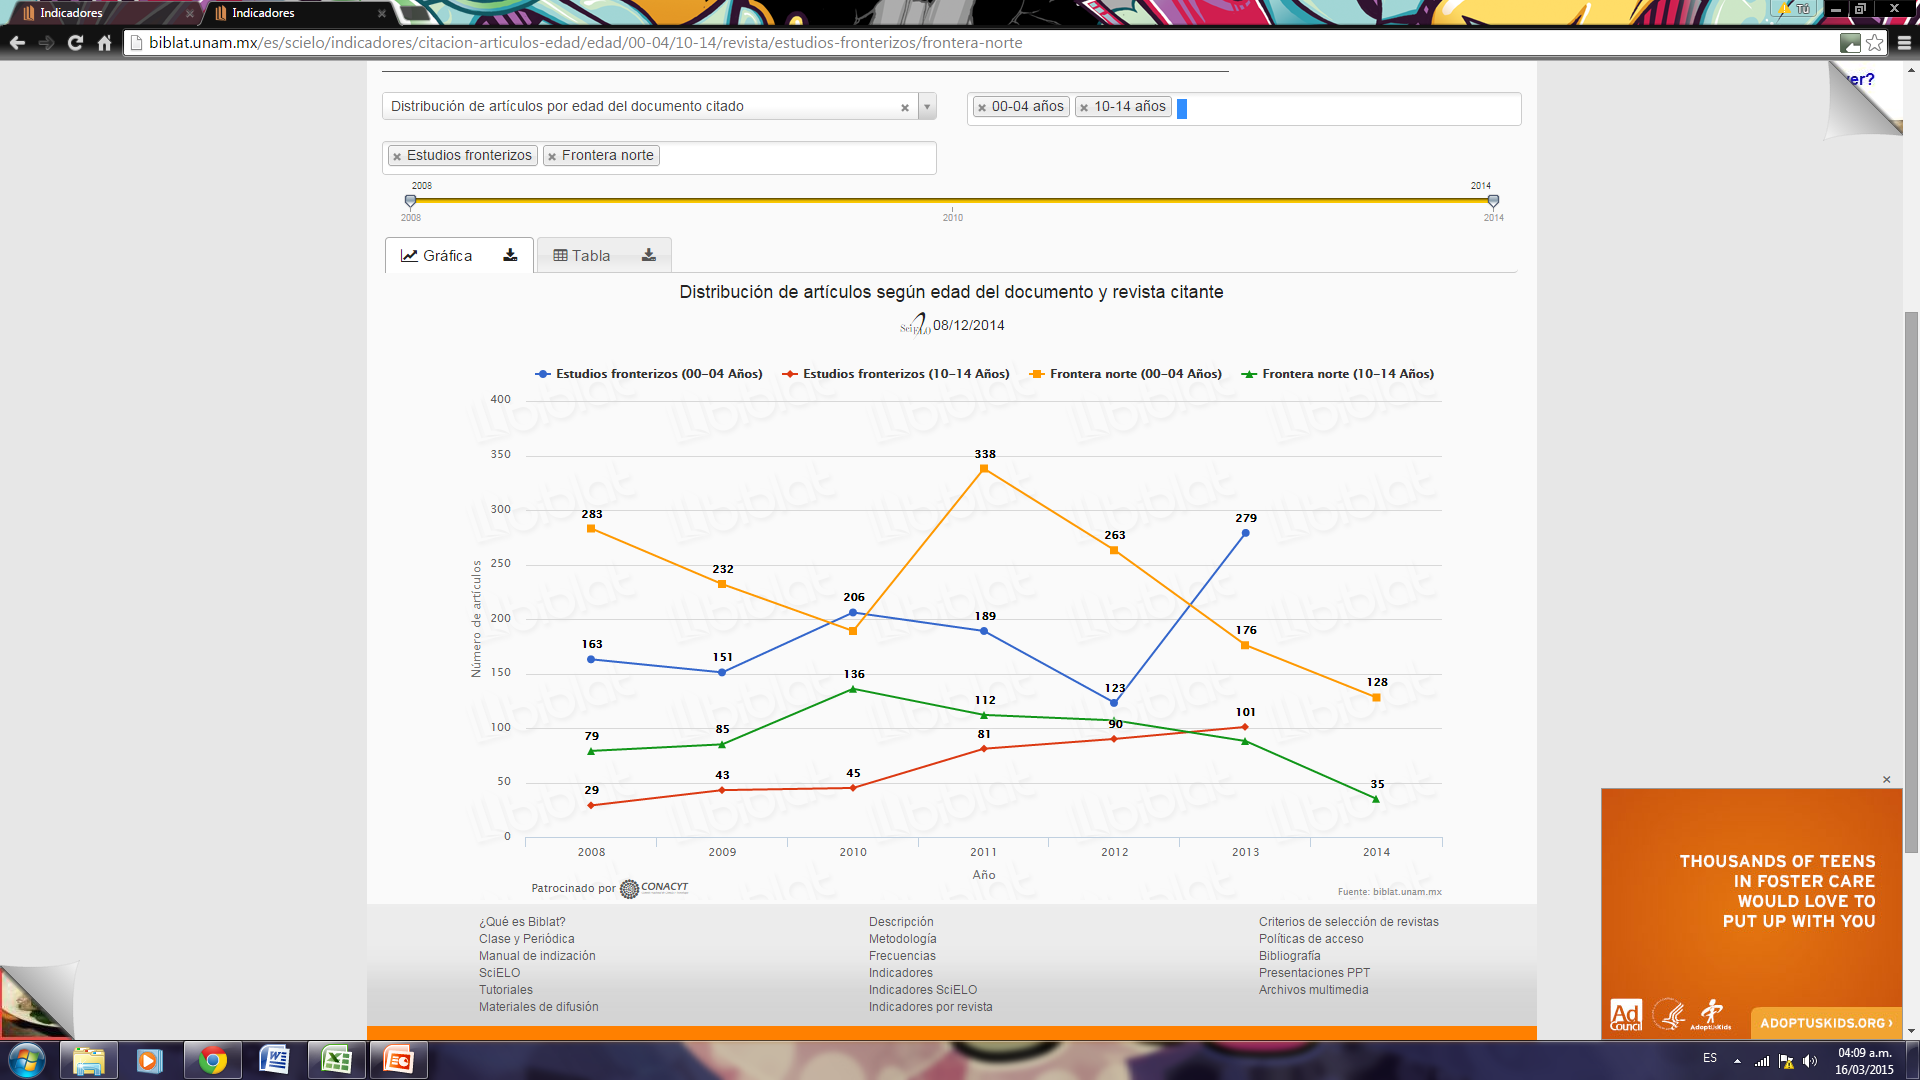 Indicadores
Indicadores
Tú
biblat.unam.mx/es/scielo/indicadores/citacion-articulos-edad/edad/00-04/10-14/revista/estudios-fronterizos/frontera-norte
Distribución de artículos por edad del documento citado
00-04 años
10-14 años
Estudios fronterizos
Frontera norte
2008
2014
2008
2010
2014
Gráfica
Tabla
Distribución de artículos según edad del documento y revista citante
SciELO 08/12/2014
Estudios fronterizos (00-04 Años)
Estudios fronterizos (10-14 Años)
Frontera norte (00-04 Años)
Frontera norte (10-14 Años)
Número de artículos
400
350
300
250
200
150
100
50
0
283
232
338
263
176
128
163
151
206
189
123
279
79
85
136
112
35
29
43
45
81
90
101
2008
2009
2010
2011
2012
2013
2014
Año
Patrocinado por CONACYT
Fuente: biblat.unam.mx
¿Qué es Biblat?
Clase y Periódica
Manual de indización
SciELO
Tutoriales
Materiales de difusión
Descripción
Metodología
Frecuencias
Indicadores
Indicadores SciELO
Indicadores por revista
Criterios de selección de revistas
Políticas de acceso
Bibliografía
Presentaciones PPT
Archivos multimedia
THOUSANDS OF TEENS
IN FOSTER CARE
WOULD LOVE TO
PUT UP WITH YOU
Ad Council
AdoptUsKids
ADOPTUSKIDS.ORG ›
ES
04:09 a.m.
16/03/2015